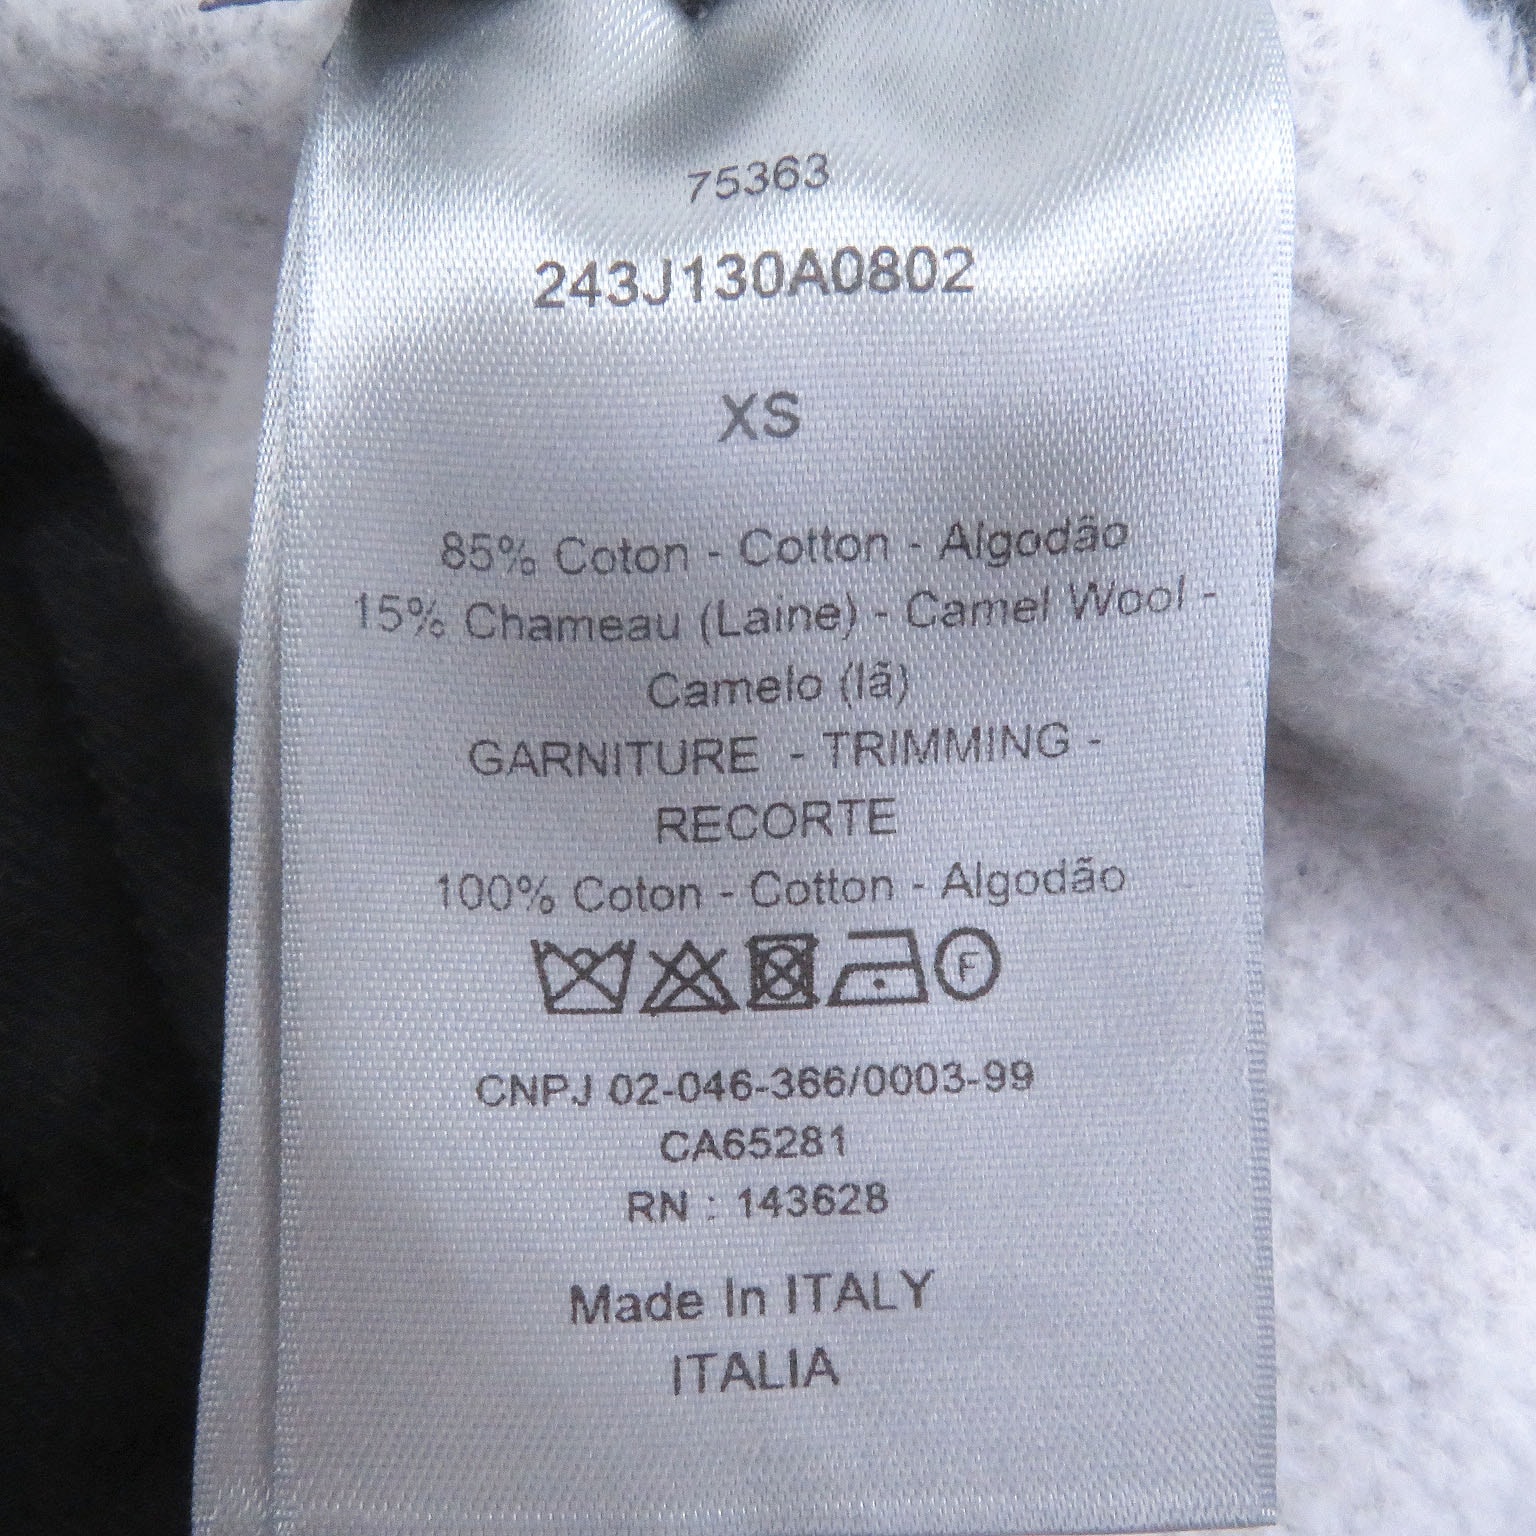 75363
243J130A0802
XS
85% Coton - Cotton - Algodão
15% Chameau (Laine) - Camel Wool -
Camelo (lã)
GARNITURE - TRIMMING -
RECORTE
100% Coton - Cotton - Algodão
F
CNPJ 02-046-366/0003-99
CA65281
RN : 143628
Made In ITALY
ITALIA